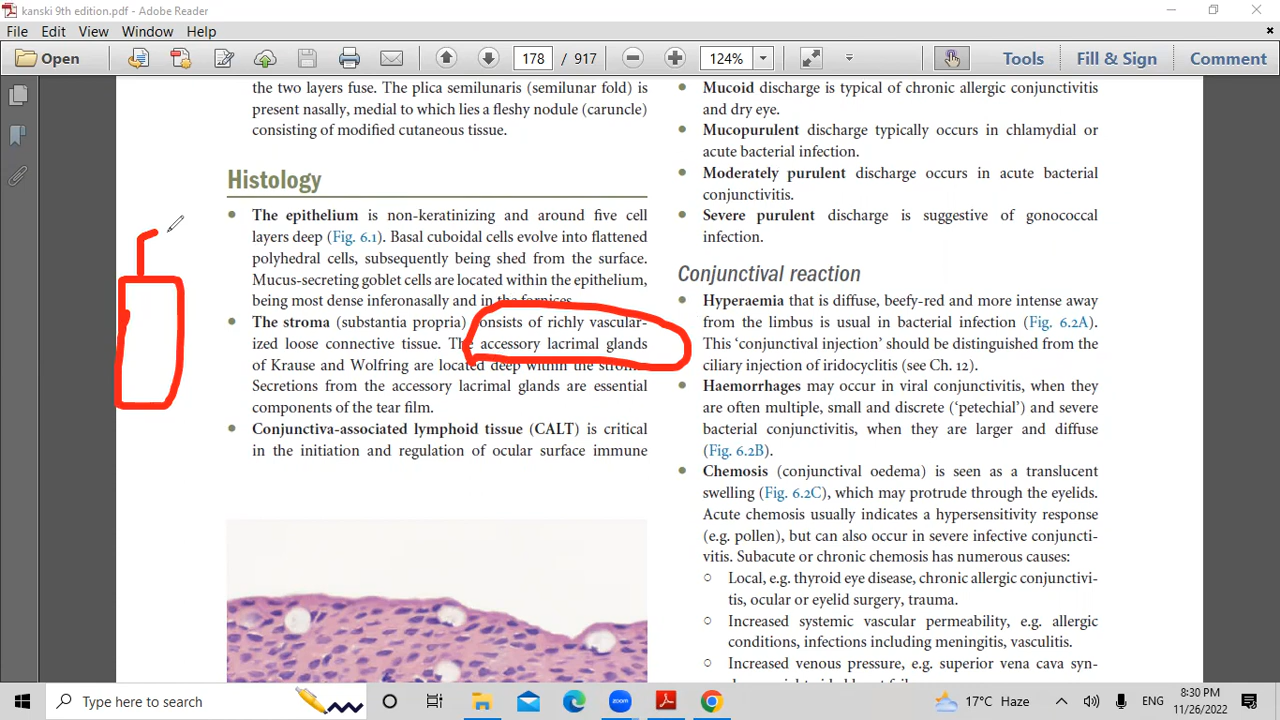 kanski 9th edition.pdf - Adobe Reader
File Edit View Window Help
Open 178 / 917 124% Tools Fill & Sign Comment
the two layers fuse. The plica semilunaris (semilunar fold) is
present nasally, medial to which lies a fleshy nodule (caruncle)
consisting of modified cutaneous tissue.
Histology
• The epithelium is non-keratinizing and around five cell
layers deep (Fig. 6.1). Basal cuboidal cells evolve into flattened
polyhedral cells, subsequently being shed from the surface.
Mucus-secreting goblet cells are located within the epithelium,
being most dense inferonasally and in the fornices.
• The stroma (substantia propria) consists of richly vascular-
ized loose connective tissue. The accessory lacrimal glands
of Krause and Wolfring are located deep within the stroma.
Secretions from the accessory lacrimal glands are essential
components of the tear film.
• Conjunctiva-associated lymphoid tissue (CALT) is critical
in the initiation and regulation of ocular surface immune
• Mucoid discharge is typical of chronic allergic conjunctivitis
and dry eye.
• Mucopurulent discharge typically occurs in chlamydial or
acute bacterial infection.
• Moderately purulent discharge occurs in acute bacterial
conjunctivitis.
• Severe purulent discharge is suggestive of gonococcal
infection.
Conjunctival reaction
• Hyperaemia that is diffuse, beefy-red and more intense away
from the limbus is usual in bacterial infection (Fig. 6.2A).
This ‘conjunctival injection’ should be distinguished from the
ciliary injection of iridocyclitis (see Ch. 12).
• Haemorrhages may occur in viral conjunctivitis, when they
are often multiple, small and discrete (‘petechial’) and severe
bacterial conjunctivitis, when they are larger and diffuse
(Fig. 6.2B).
• Chemosis (conjunctival oedema) is seen as a translucent
swelling (Fig. 6.2C), which may protrude through the eyelids.
Acute chemosis usually indicates a hypersensitivity response
(e.g. pollen), but can also occur in severe infective conjuncti-
vitis. Subacute or chronic chemosis has numerous causes:
○ Local, e.g. thyroid eye disease, chronic allergic conjunctivi-
tis, ocular or eyelid surgery, trauma.
○ Increased systemic vascular permeability, e.g. allergic
conditions, infections including meningitis, vasculitis.
○ Increased venous pressure, e.g. superior vena cava syn-
Type here to search 17°C Haze ENG 8:30 PM
11/26/2022